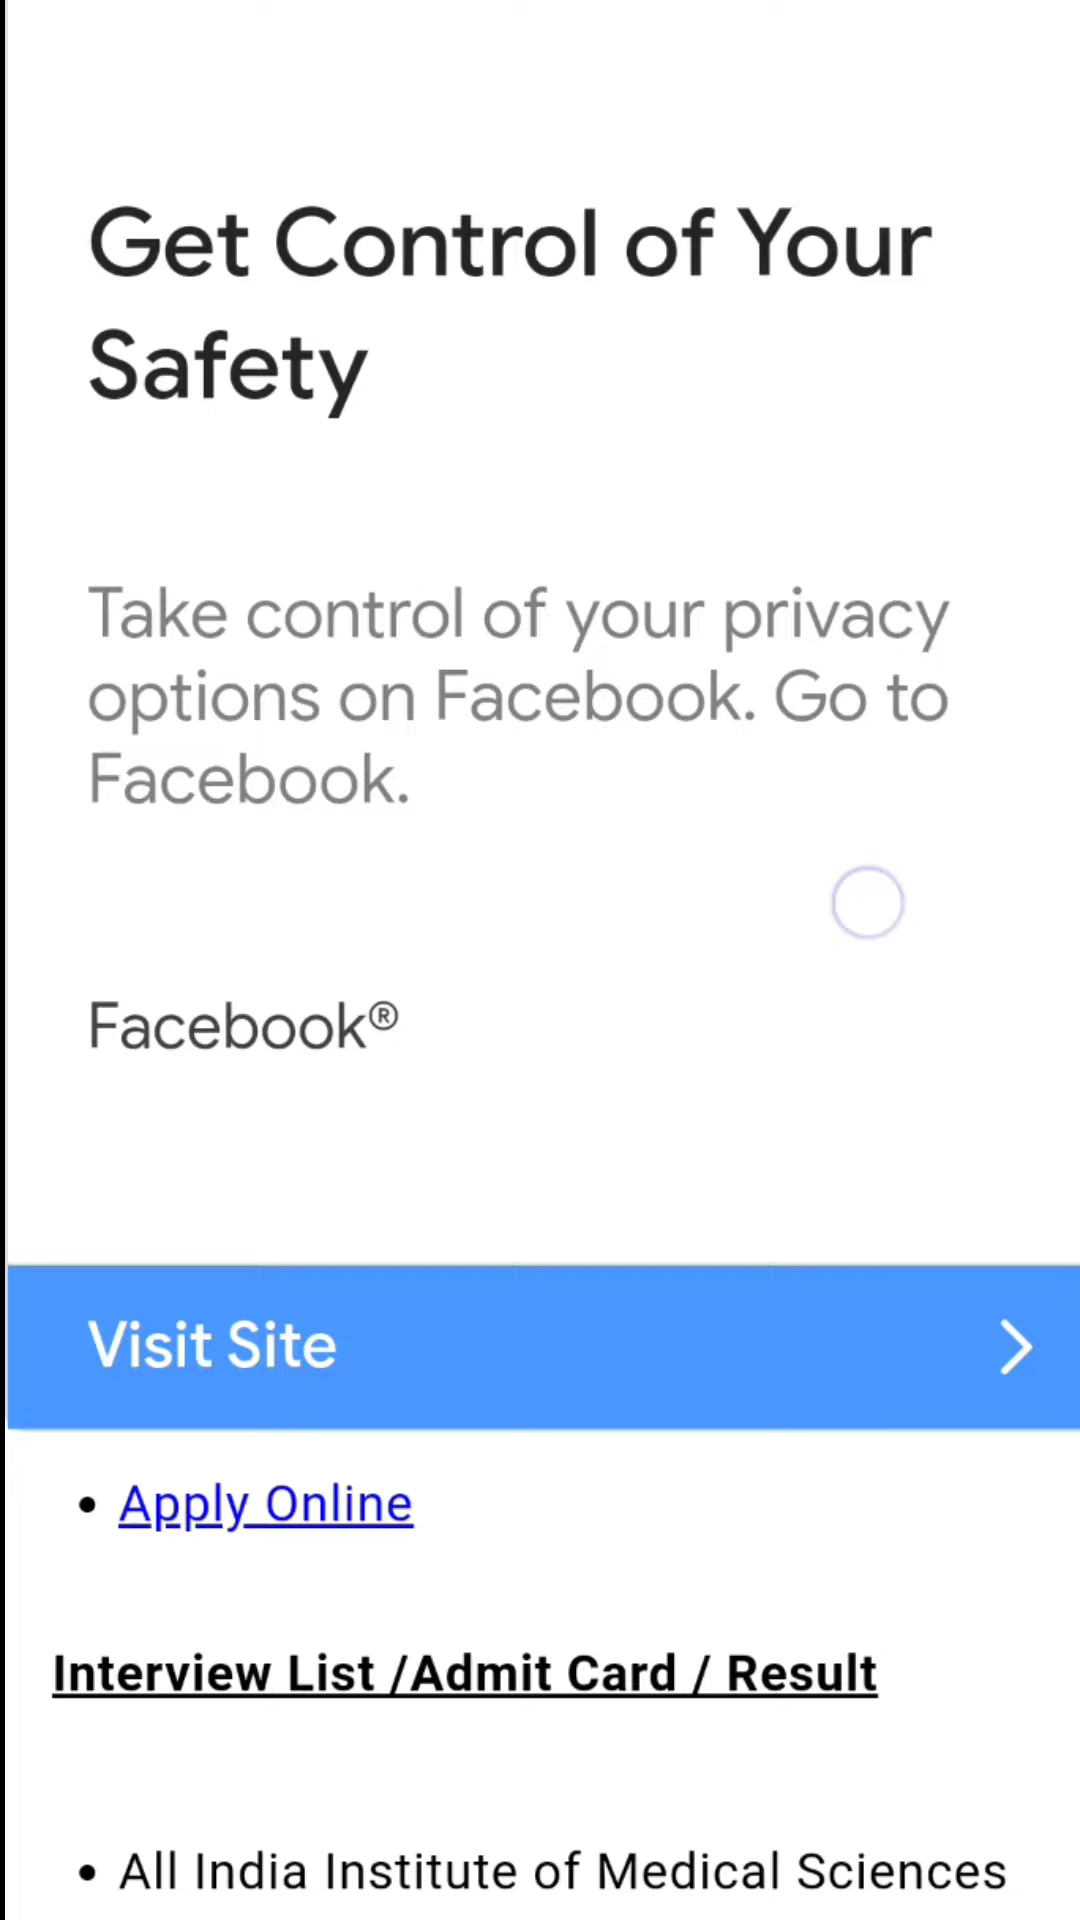 Get Control of Your
Safety
Take control of your privacy
options on Facebook. Go to
Facebook.
Facebook®
Visit Site
Apply Online
Interview List /Admit Card / Result
All India Institute of Medical Sciences